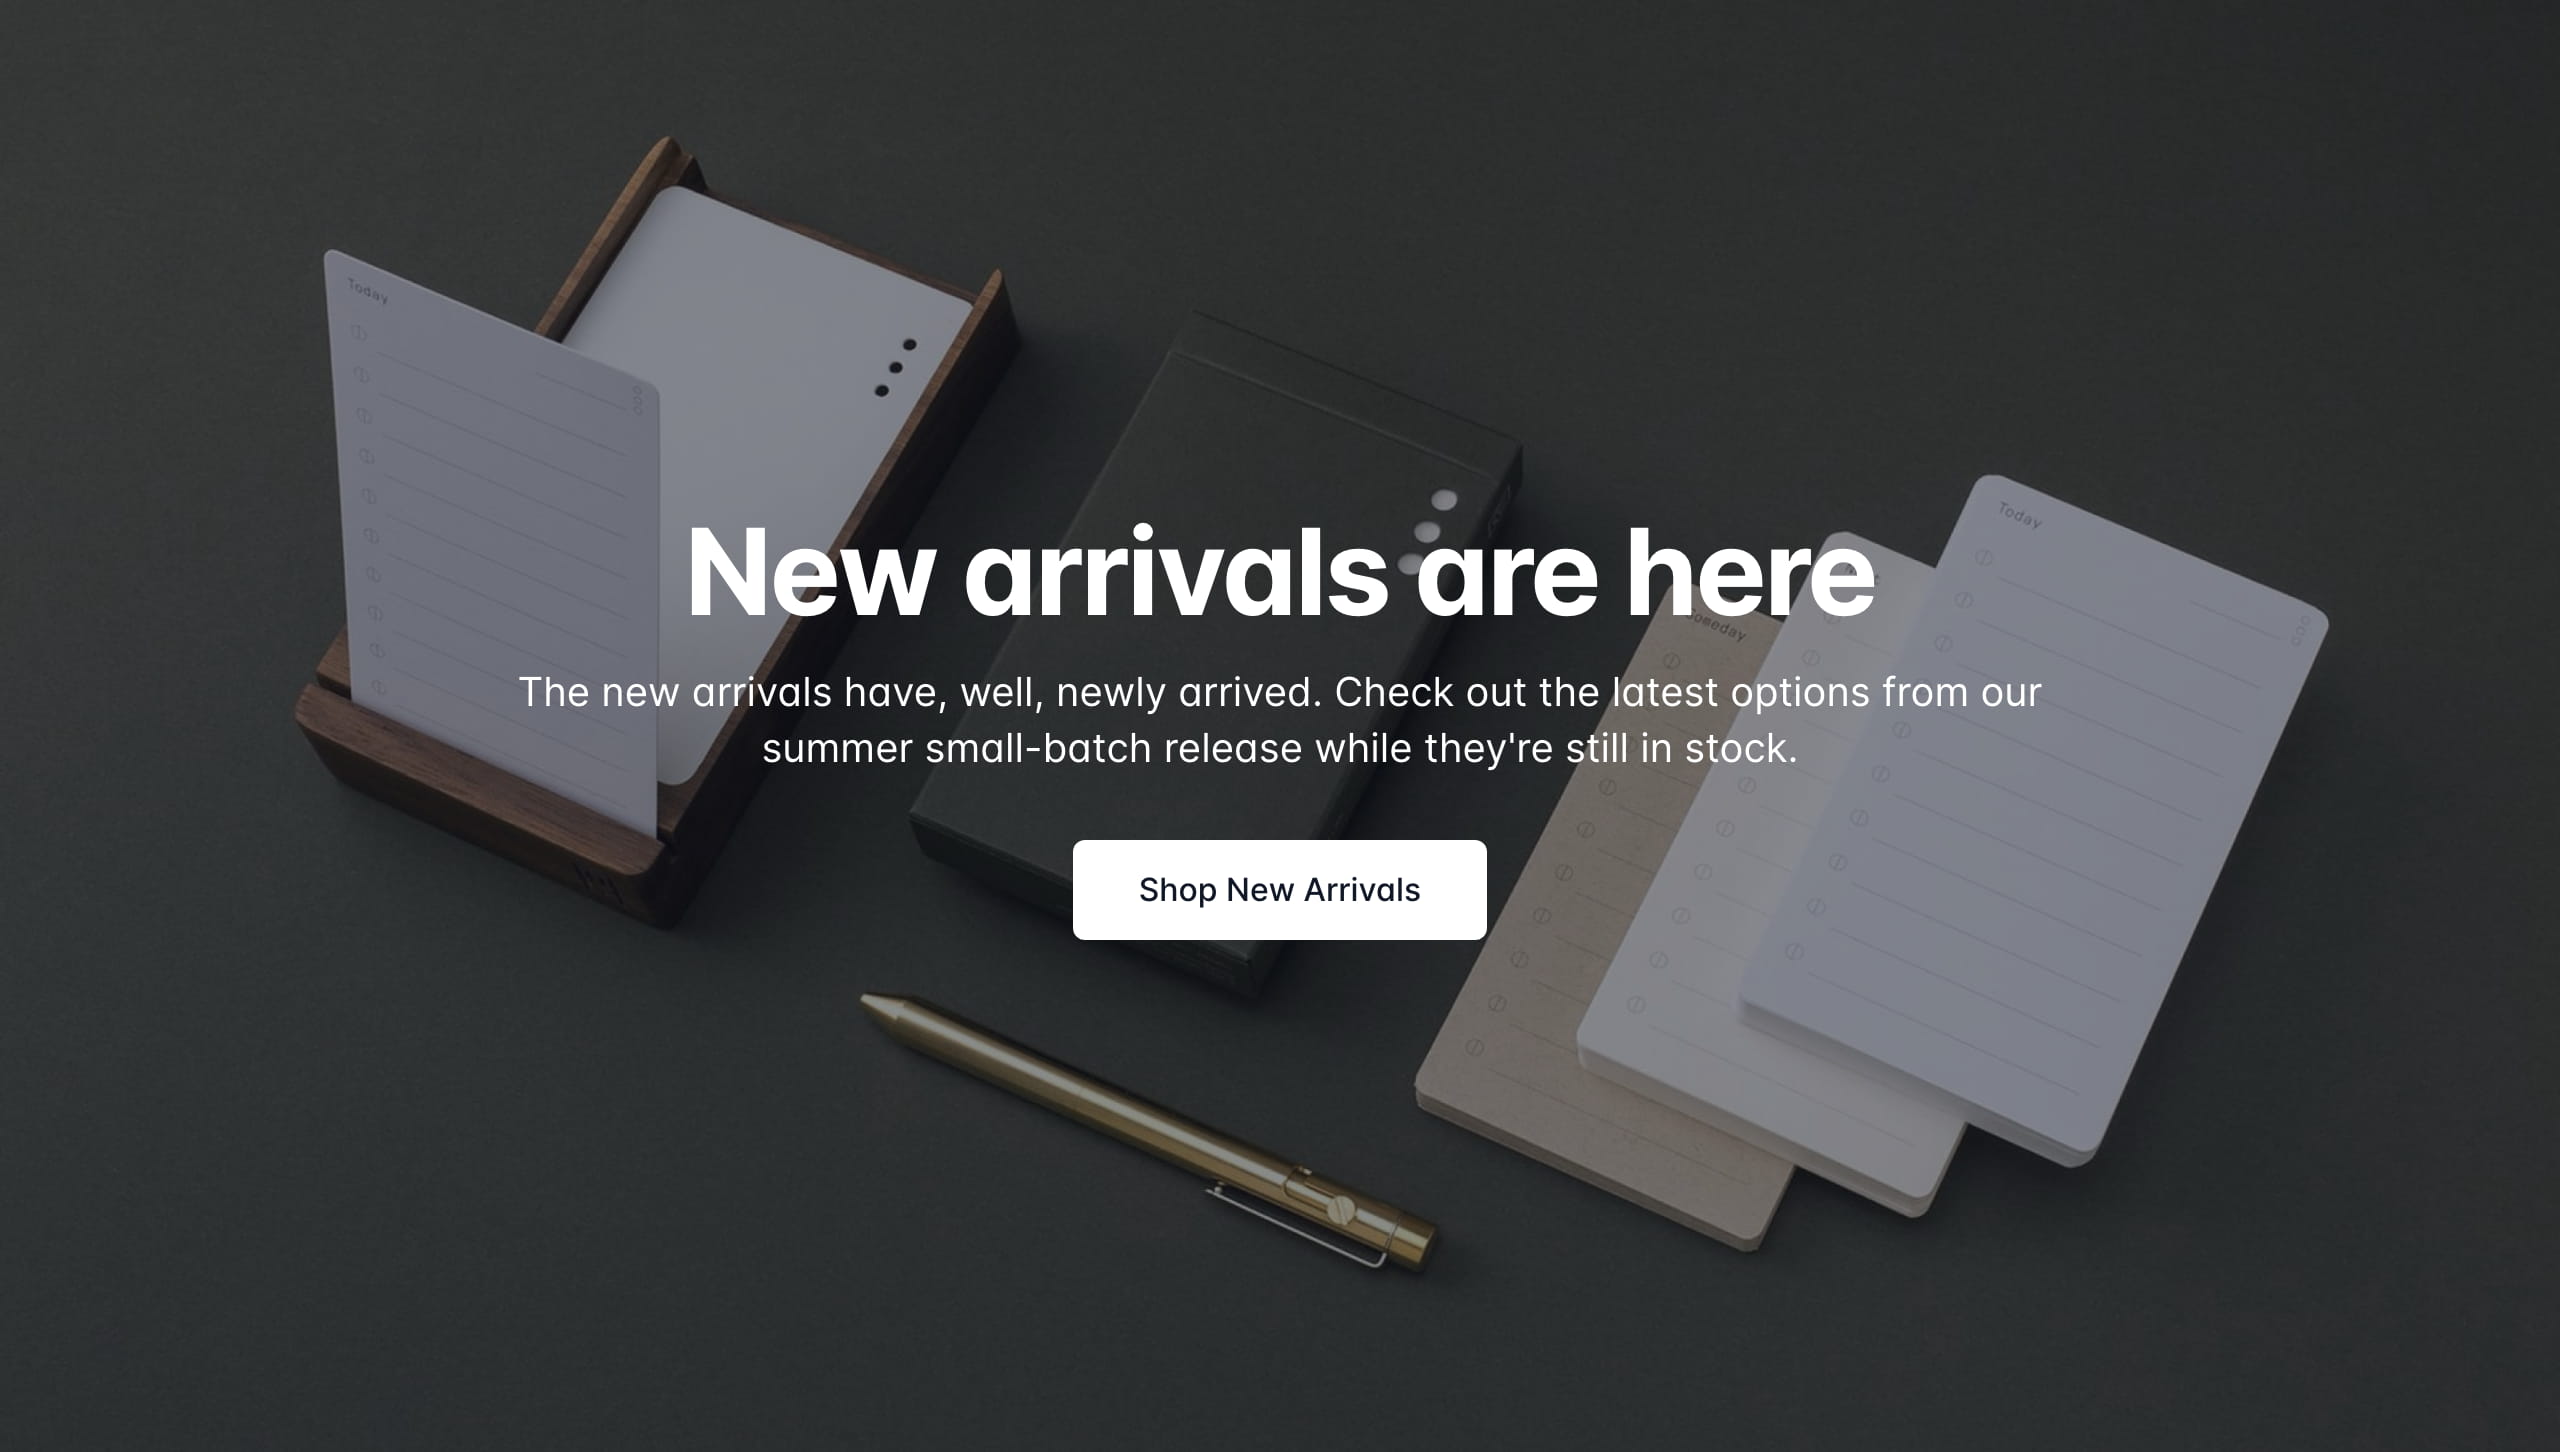 Today
Today
New arrivals are here
Someday
The new arrivals have, well, newly arrived. Check out the latest options from our
summer small-batch release while they're still in stock.
Shop New Arrivals